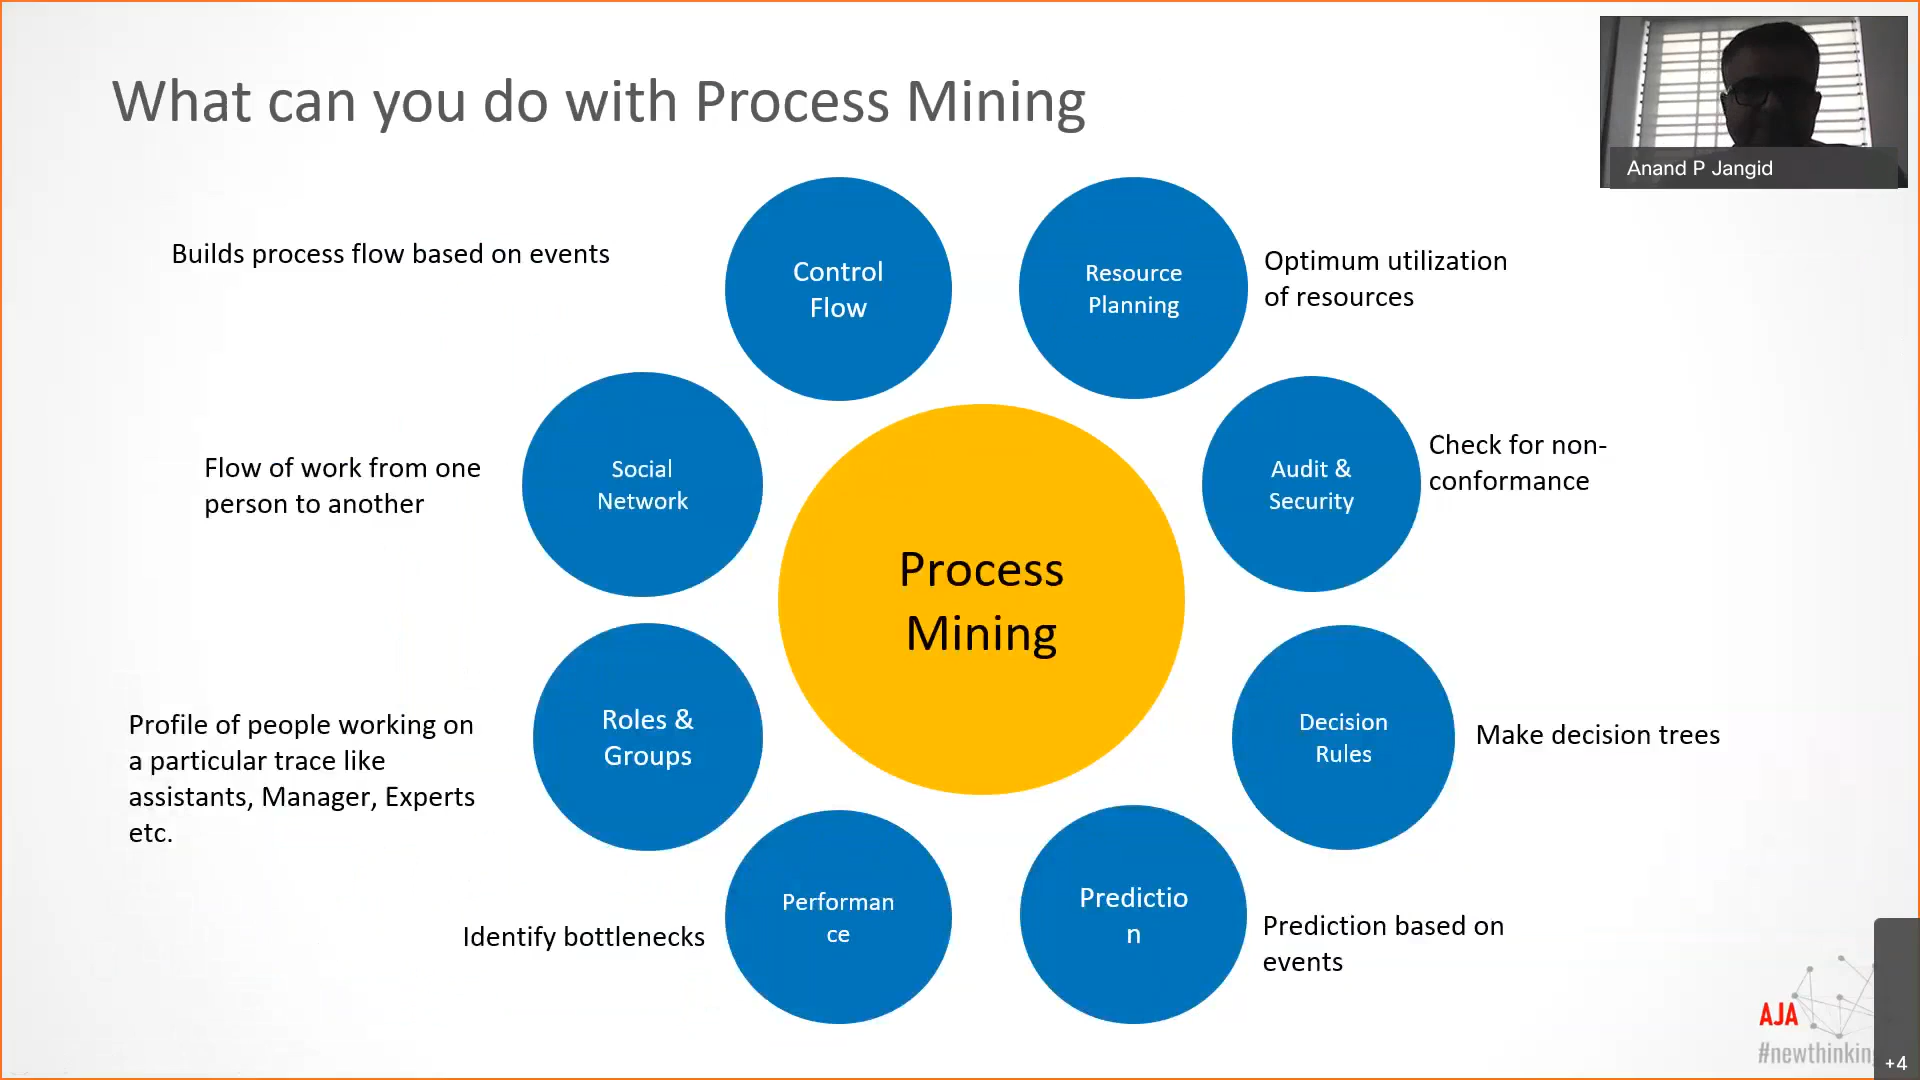 What can you do with Process Mining
Anand P Jangid
Builds process flow based on events
Control
Flow
Resource
Planning
Optimum utilization
of resources
Flow of work from one
person to another
Social
Network
Audit &
Security
Check for non-
conformance
Process
Mining
Profile of people working on
a particular trace like
assistants, Manager, Experts
etc.
Roles &
Groups
Decision
Rules
Make decision trees
Identify bottlenecks
Performan
ce
Predictio
n
Prediction based on
events
AJA
#newthinkin
+4